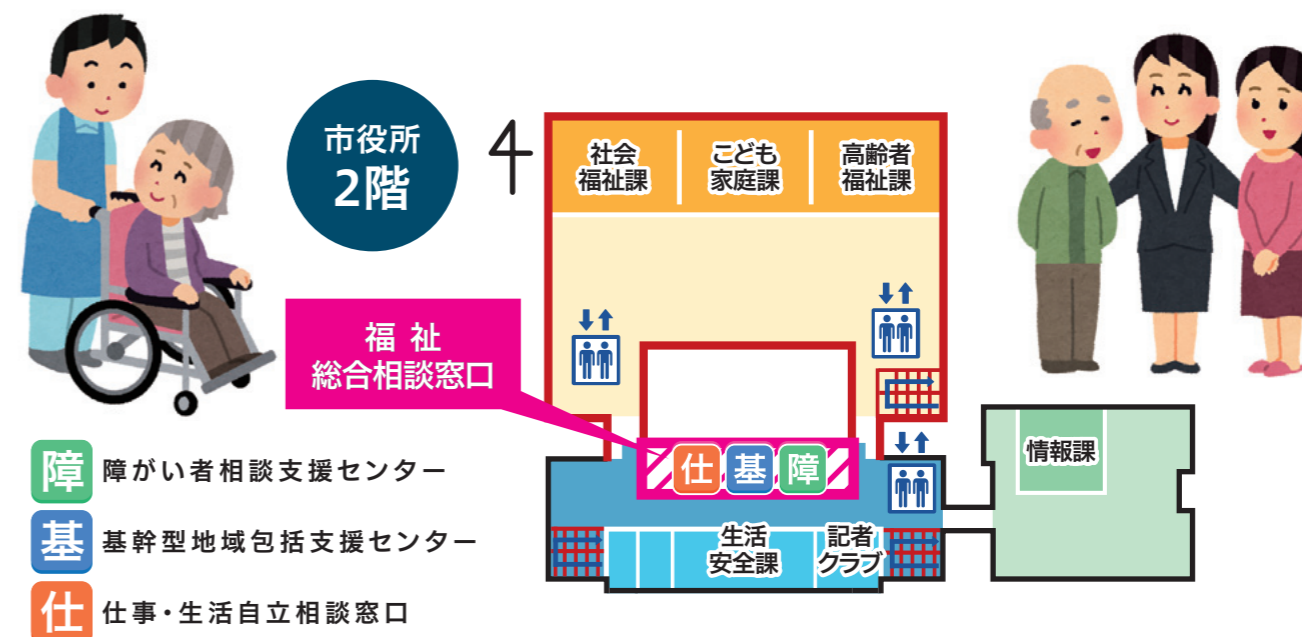 市役所
2階
社会
福祉課
こども
家庭課
高齢者
福祉課
福祉
総合相談窓口
仕 基 障
情報課
生活
安全課
記者
クラブ
障 障がい者相談支援センター
基 基幹型地域包括支援センター
仕 仕事・生活自立相談窓口